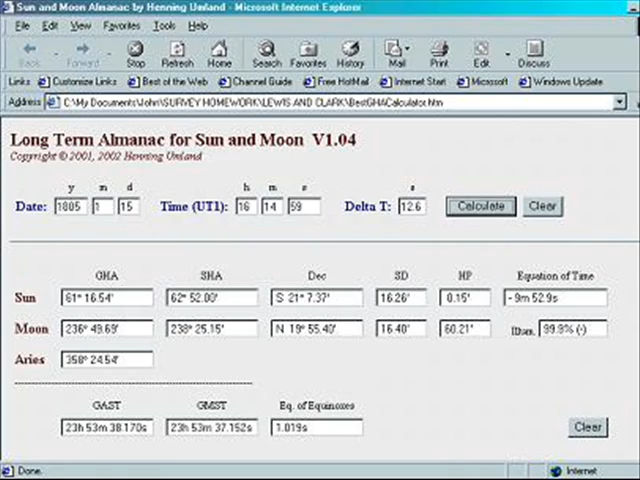 Sun and Moon Almanac by Henning Umland - Microsoft Internet Explorer
File Edit View Favorites Tools Help
Back Forward Stop Refresh Home Search Favorites History Mail Print Edit Discuss
Links Customize Links Best of the Web Channel Guide Free HotMail Internet Start Microsoft Windows Update
Address C:\My Documents\John\SURVEY HOMEWORK\LEWIS AND CLARK\BestGHACalculator.htm
Long Term Almanac for Sun and Moon V1.04
Copyright © 2001, 2002 Henning Umland
y m d h m s s
Date: 1805 1 15 Time (UT1): 16 14 59 Delta T: 12.6 Calculate Clear
GHA SHA Dec SD HP Equation of Time
Sun 61° 16.54' 62° 52.00' S 21° 7.37' 16.26' 0.15' - 9m 52.9s
Moon 236° 49.69' 238° 25.15' N 19° 55.40' 16.40' 60.21' Illum. 99.9% (-)
Aries 358° 24.54'
GAST GMST Eq. of Equinoxes
23h 53m 38.170s 23h 53m 37.152s 1.019s Clear
Done. Internet